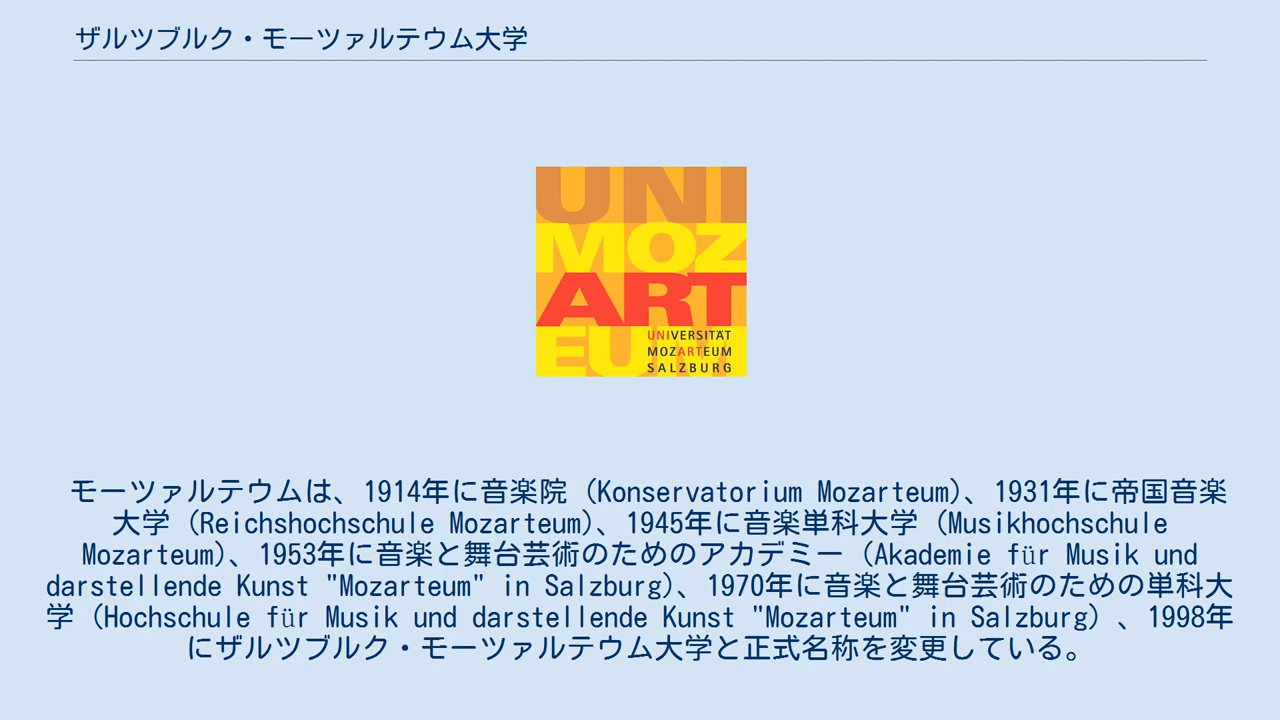 ザルツブルク・モーツァルテウム大学
UNI
MOZ
ART
EUM
UNIVERSITÄT
MOZARTEUM
SALZBURG
モーツァルテウムは、1914年に音楽院（Konservatorium Mozarteum)、1931年に帝国音楽
大学（Reichshochschule Mozarteum)、1945年に音楽単科大学（Musikhochschule
Mozarteum)、1953年に音楽と舞台芸術のためのアカデミー（Akademie für Musik und
darstellende Kunst "Mozarteum" in Salzburg)、1970年に音楽と舞台芸術のための単科大
学（Hochschule für Musik und darstellende Kunst "Mozarteum" in Salzburg）、1998年
にザルツブルク・モーツァルテウム大学と正式名称を変更している。